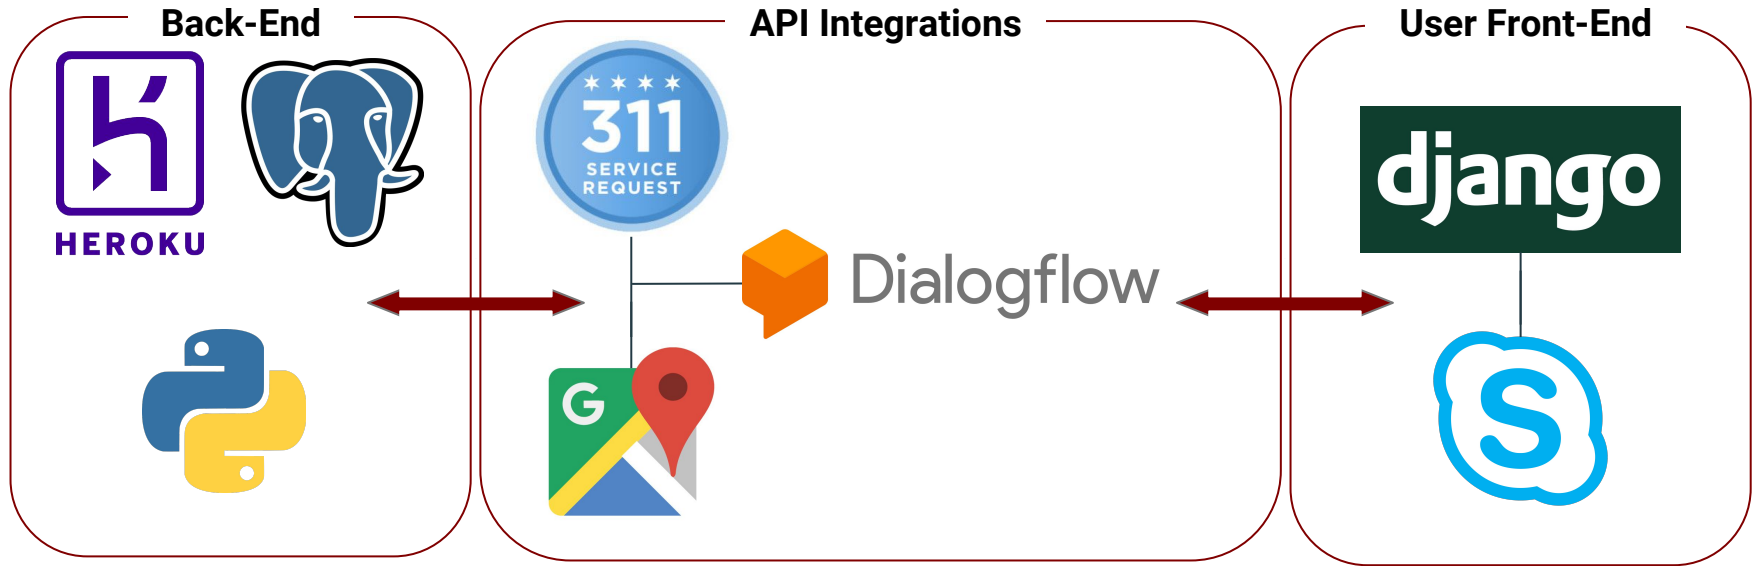 Back-End
HEROKU
API Integrations
311
SERVICE
REQUEST
Dialogflow
G
User Front-End
django
S